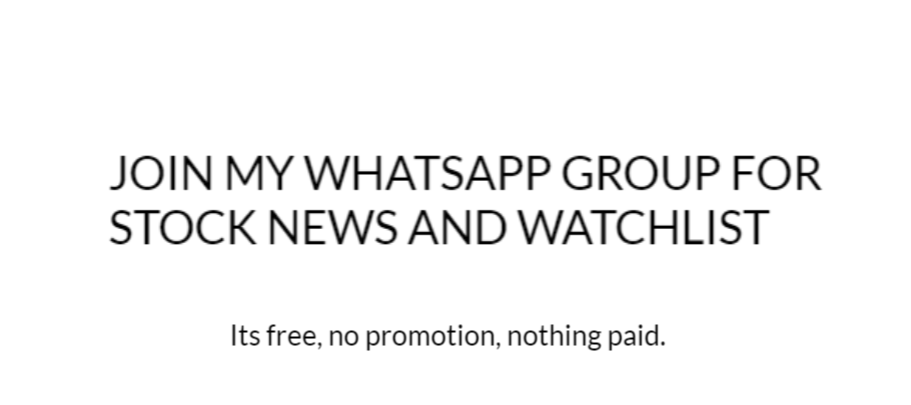 JOIN MY WHATSAPP GROUP FOR
STOCK NEWS AND WATCHLIST
Its free, no promotion, nothing paid.